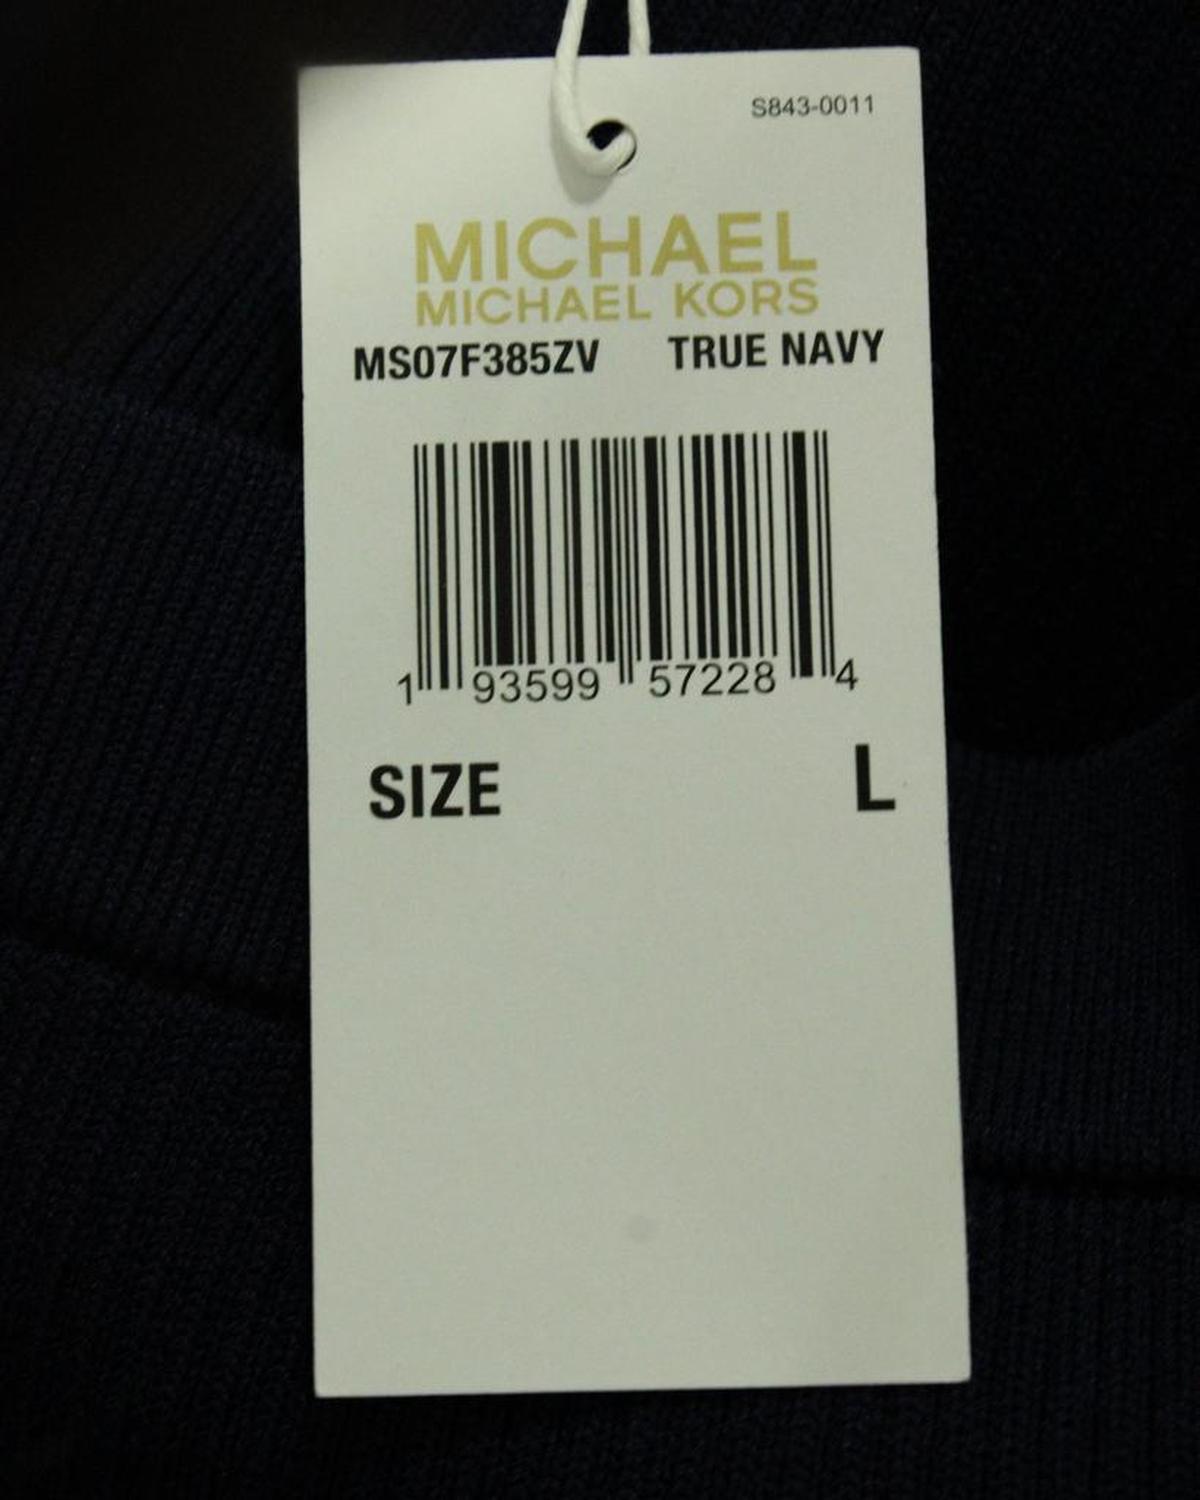 S843-0011
MICHAEL
MICHAEL KORS
MS07F385ZV TRUE NAVY
1 93599 57228 4
SIZE L